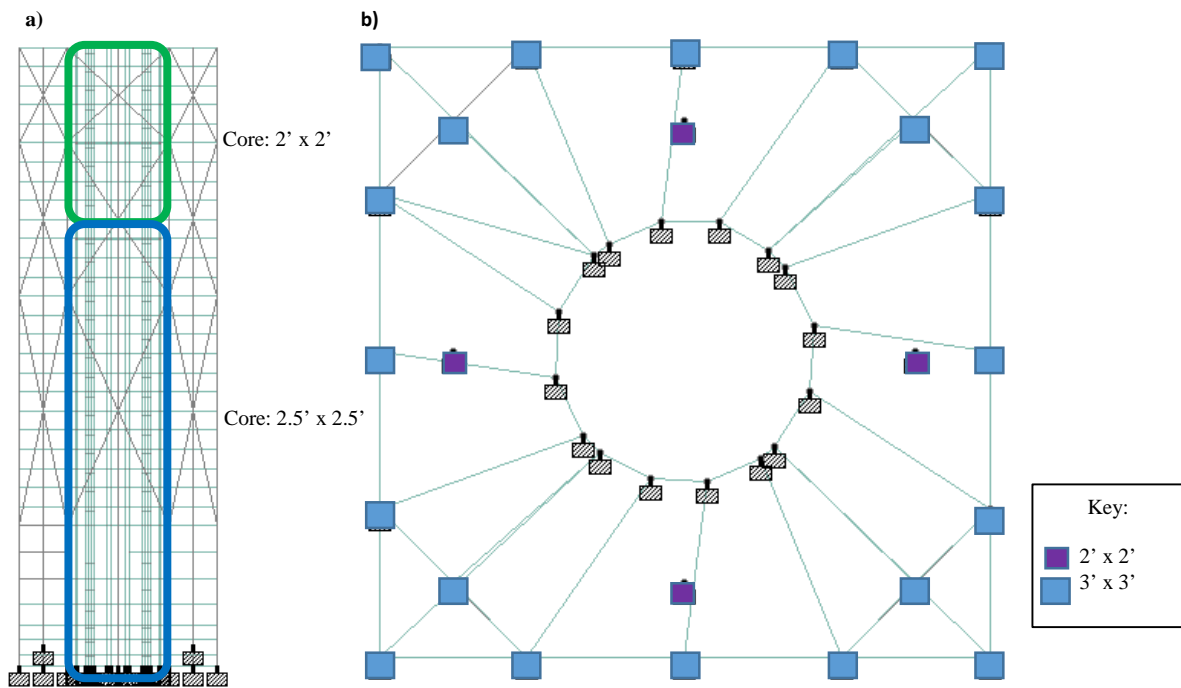 a)
b)
Core: 2’ x 2’
Core: 2.5’ x 2.5’
Key:
2’ x 2’
3’ x 3’